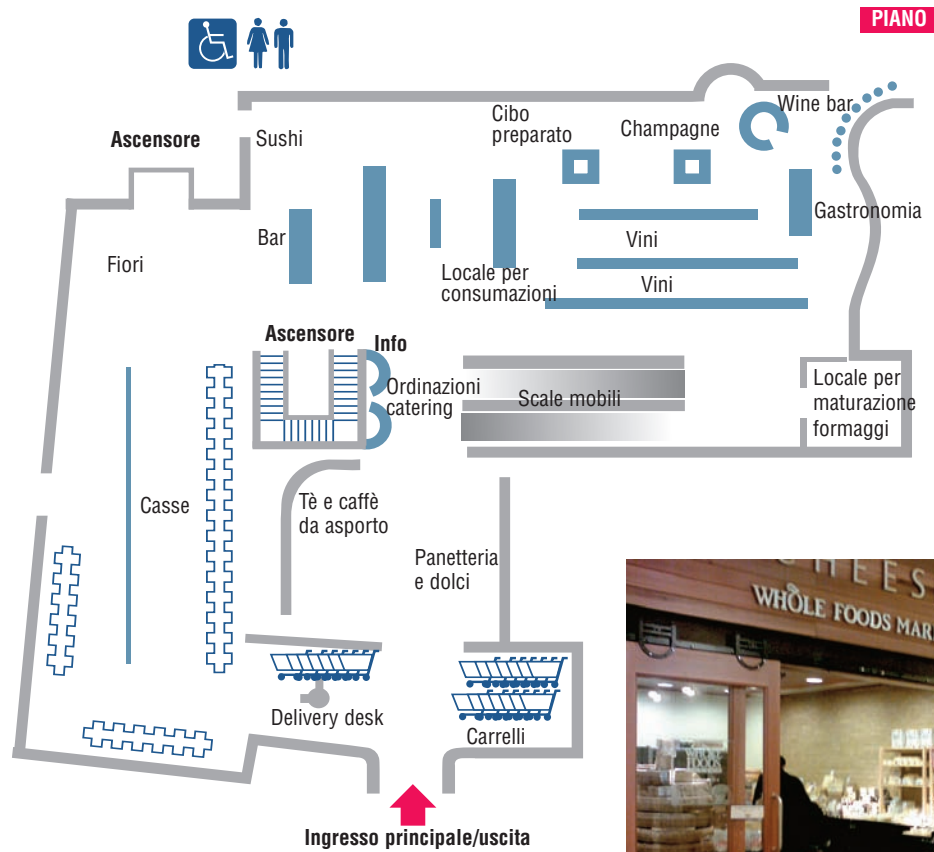 PIANO
Wine bar
Cibo
preparato
Champagne
Ascensore
Sushi
Gastronomia
Bar
Vini
Fiori
Locale per
consumazioni
Vini
Ascensore
Info
Ordinazioni
catering
Scale mobili
Locale per
maturazione
formaggi
Casse
Tè e caffè
da asporto
Panetteria
e dolci
CHEES
WHOLE FOODS MAR
Delivery desk
Carrelli
Ingresso principale/uscita